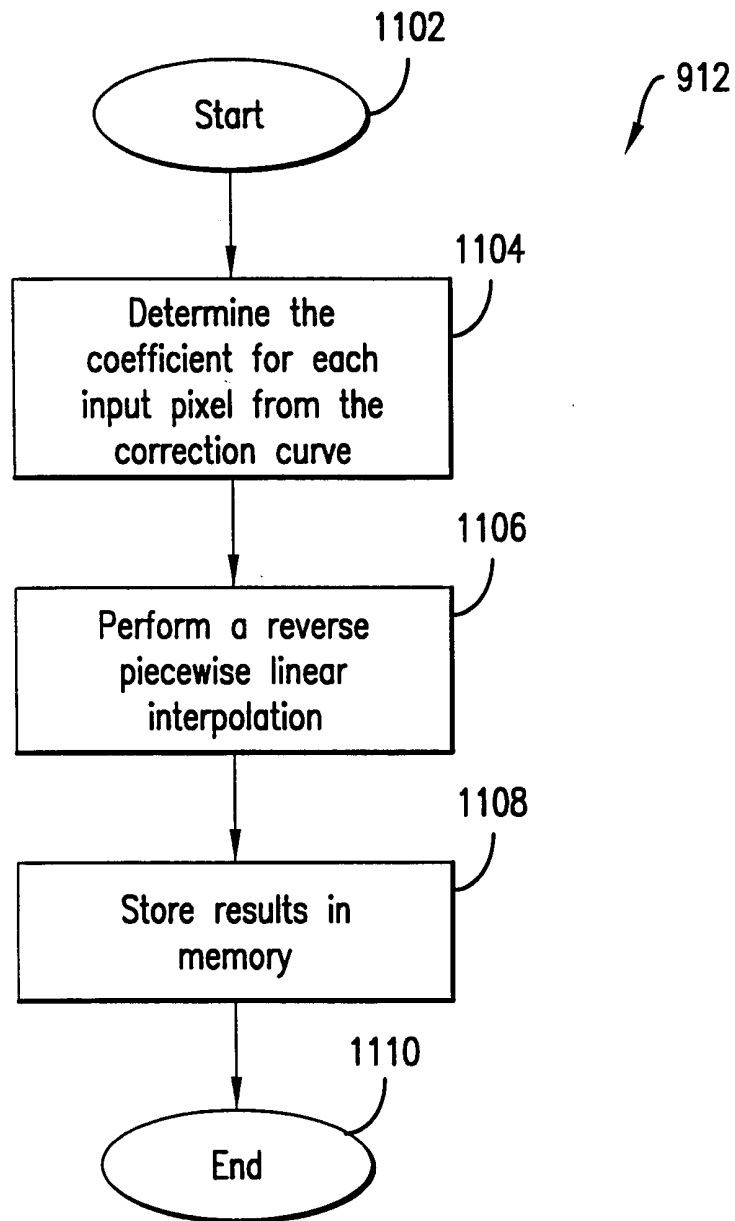 1102
Start
912
1104
Determine the
coefficient for each
input pixel from the
correction curve
1106
Perform a reverse
piecewise linear
interpolation
1108
Store results in
memory
1110
End